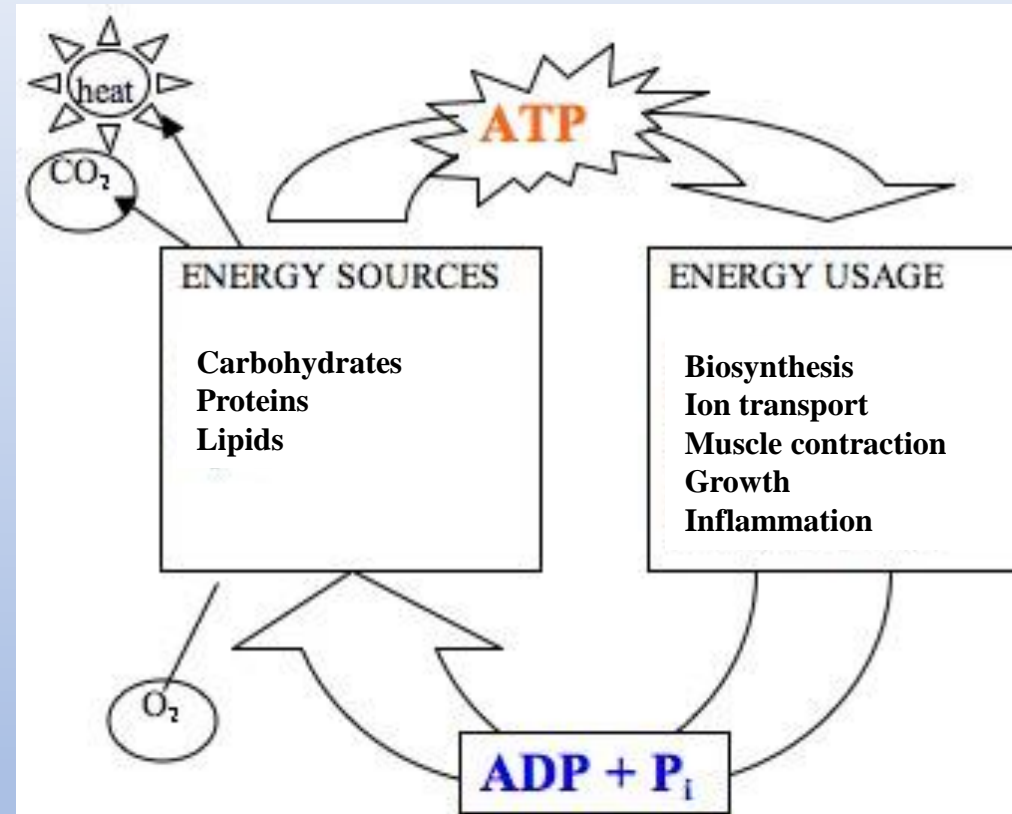 heat
ATP
CO₂
ENERGY SOURCES
Carbohydrates
Proteins
Lipids
ENERGY USAGE
Biosynthesis
Ion transport
Muscle contraction
Growth
Inflammation
O₂
ADP + Pᵢ